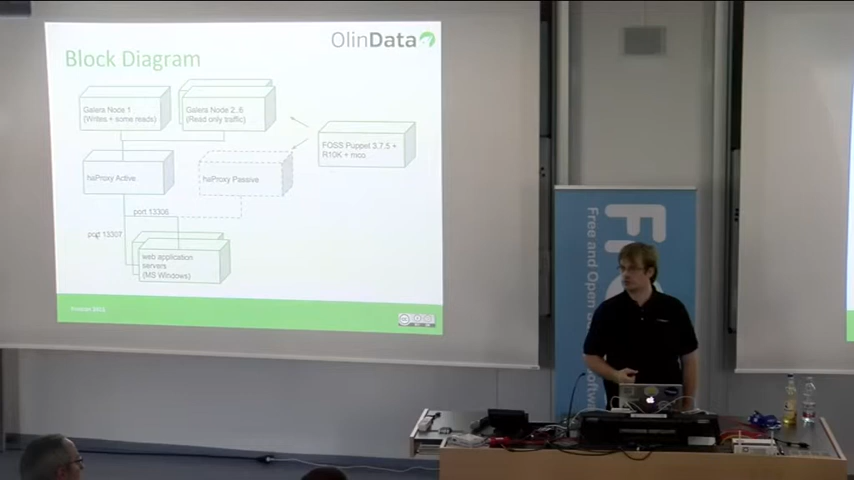 OlinData
Block Diagram
Galera Node 1
(Writes + some reads)
Galera Node 2..6
(Read only traffic)
FOSS Puppet 3.7.5 +
R10K + mco
haProxy Active
haProxy Passive
port 13306
port 13307
web application
servers
(MS Windows)
Free and Open
Software